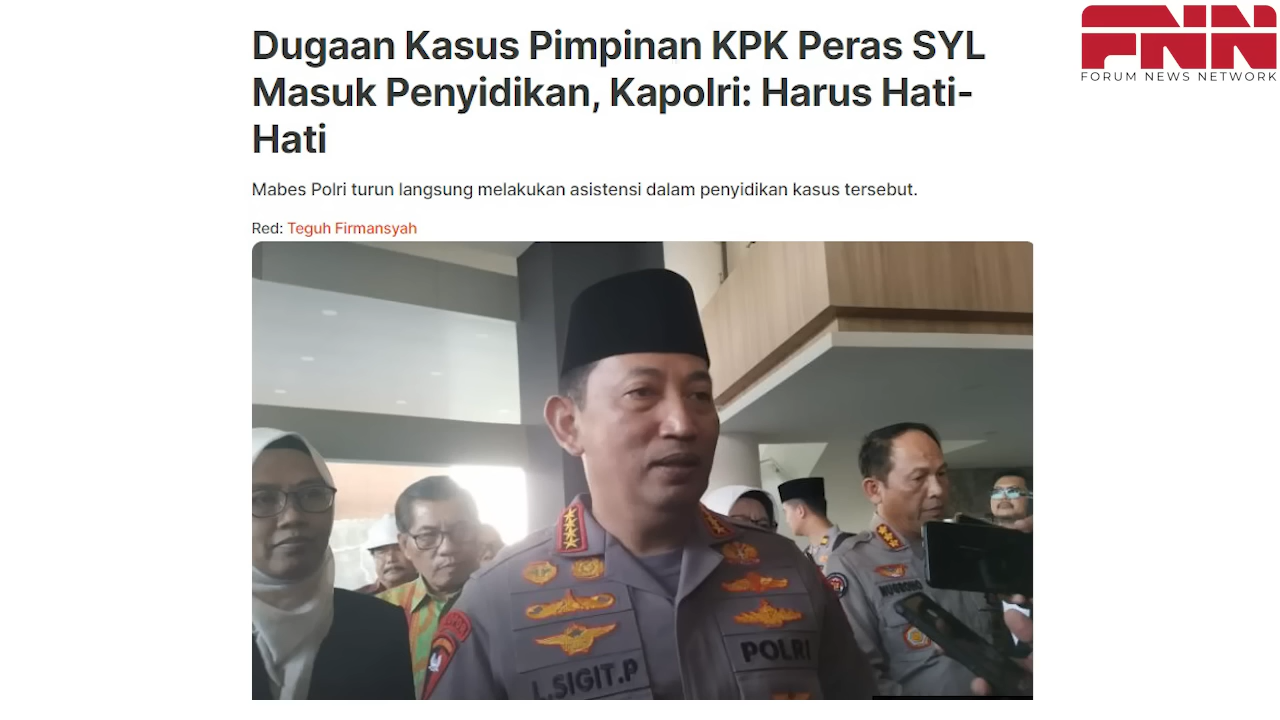 Dugaan Kasus Pimpinan KPK Peras SYL
Masuk Penyidikan, Kapolri: Harus Hati-
Hati
FNN
FORUM NEWS NETWORK
Mabes Polri turun langsung melakukan asistensi dalam penyidikan kasus tersebut.
Red: Teguh Firmansyah
L.SIGIT.P
POLRI